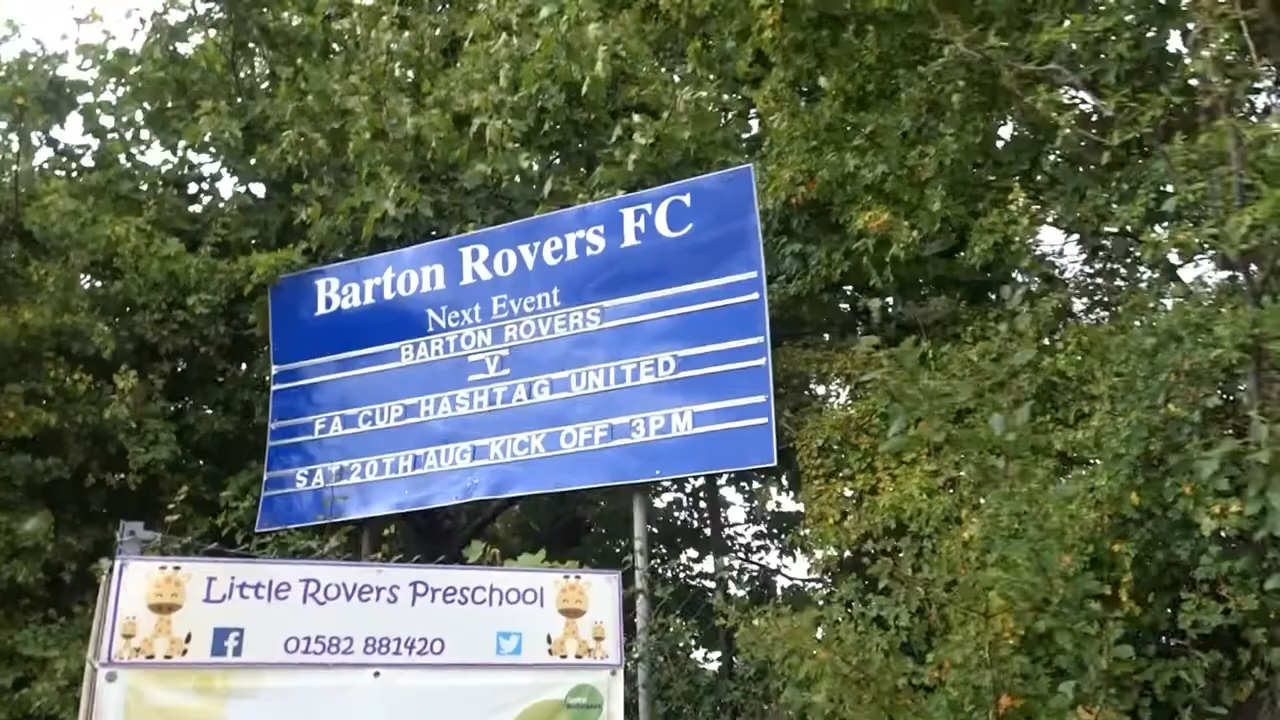 Barton Rovers FC
Next Event
BARTON ROVERS
V
FA CUP HASHTAG UNITED
SAT 20TH AUG KICK OFF 3PM
Little Rovers Preschool
01582 881420